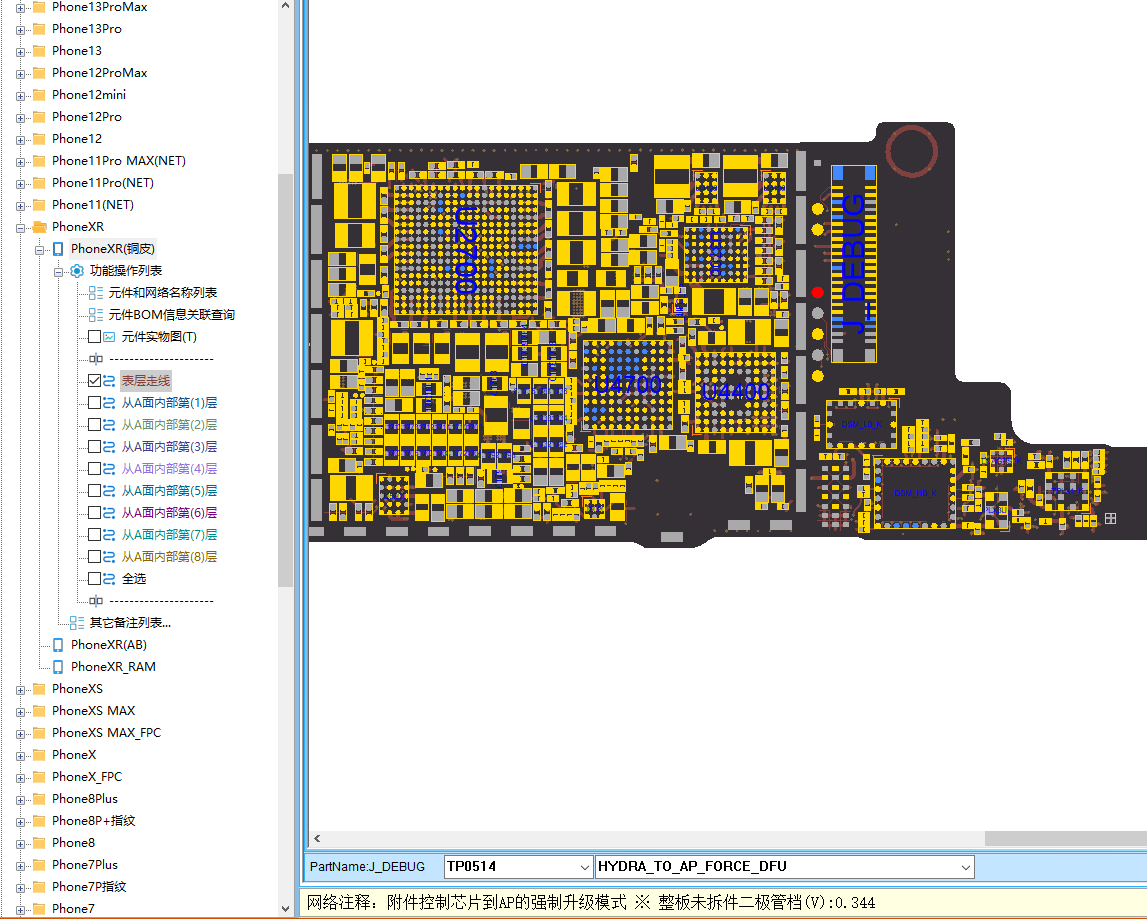 Phone13ProMax
Phone13Pro
Phone13
Phone12ProMax
Phone12mini
Phone12Pro
Phone12
Phone11Pro MAX(NET)
Phone11Pro(NET)
Phone11(NET)
PhoneXR
PhoneXR(铜皮)
功能操作列表
元件和网络名称列表
元件BOM信息关联查询
元件实物图(T)
---------------------
表层走线
从A面内部第(1)层
从A面内部第(2)层
从A面内部第(3)层
从A面内部第(4)层
从A面内部第(5)层
从A面内部第(6)层
从A面内部第(7)层
从A面内部第(8)层
全选
---------------------
其它备注列表...
PhoneXR(AB)
PhoneXR_RAM
PhoneXS
PhoneXS MAX
PhoneXS MAX_FPC
PhoneX
PhoneX_FPC
Phone8Plus
Phone8P+指纹
Phone8
Phone7Plus
Phone7P指纹
Phone7
U2700
J_DEBUG
U4700
U4400
PartName:J_DEBUG
TP0514
HYDRA_TO_AP_FORCE_DFU
网络注释: 附件控制芯片到AP的强制升级模式 ※ 整板未拆件二极管档(V):0.344